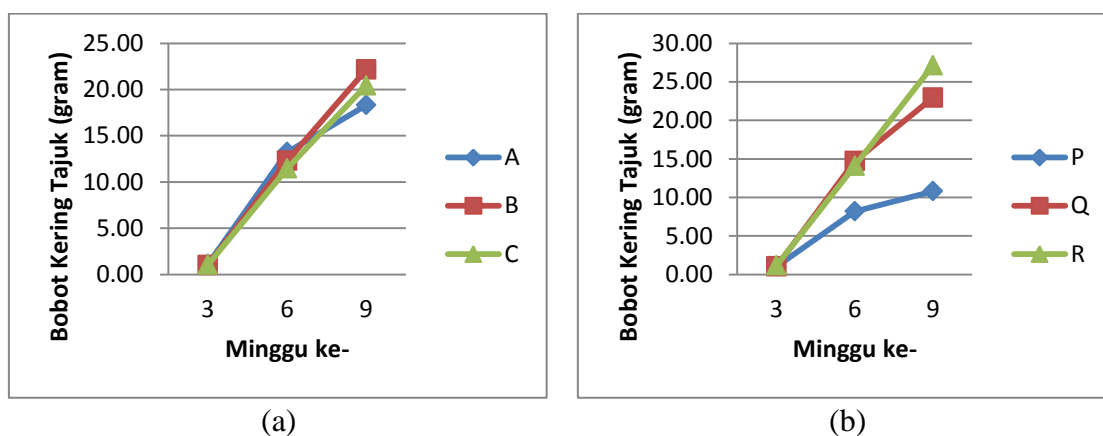 Bobot Kering Tajuk (gram)
25.00
20.00
15.00
10.00
5.00
0.00
3 6 9
Minggu ke-
A
B
C
(a)
Bobot Kering Tajuk (gram)
30.00
25.00
20.00
15.00
10.00
5.00
0.00
3 6 9
Minggu ke-
P
Q
R
(b)